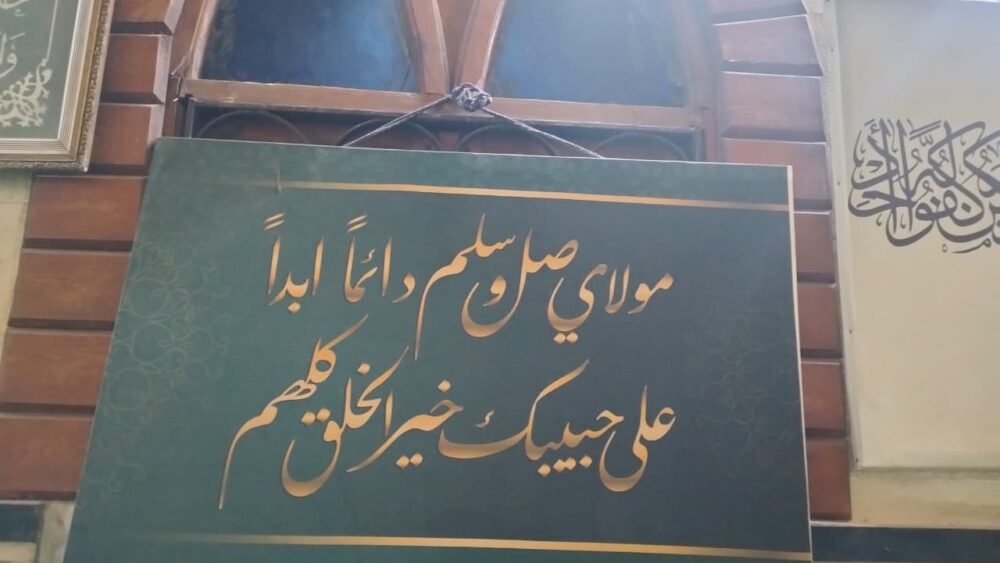 مولاي صل وسلم دائماً ابداً
على حبيبك خير الخلق كلهم